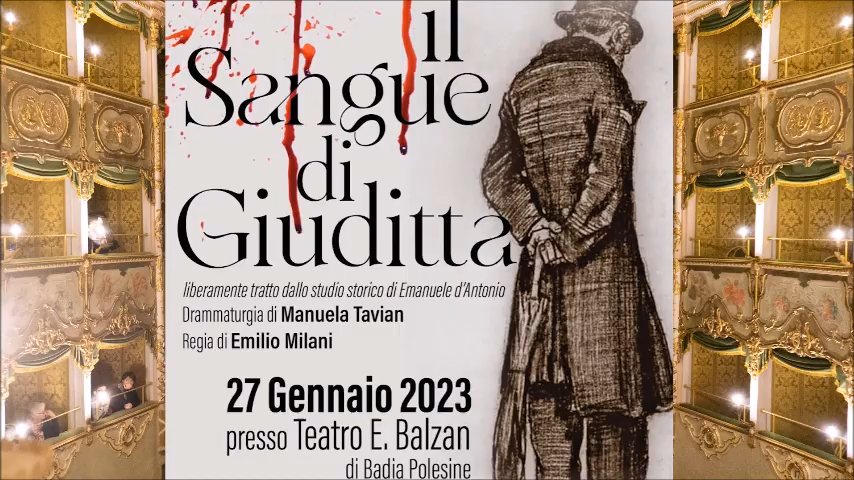 il
Sangue
di
Giuditta
liberamente tratto dallo studio storico di Emanuele d'Antonio
Drammaturgia di Manuela Tavian
Regia di Emilio Milani
27 Gennaio 2023
presso Teatro E. Balzan
di Badia Polesine